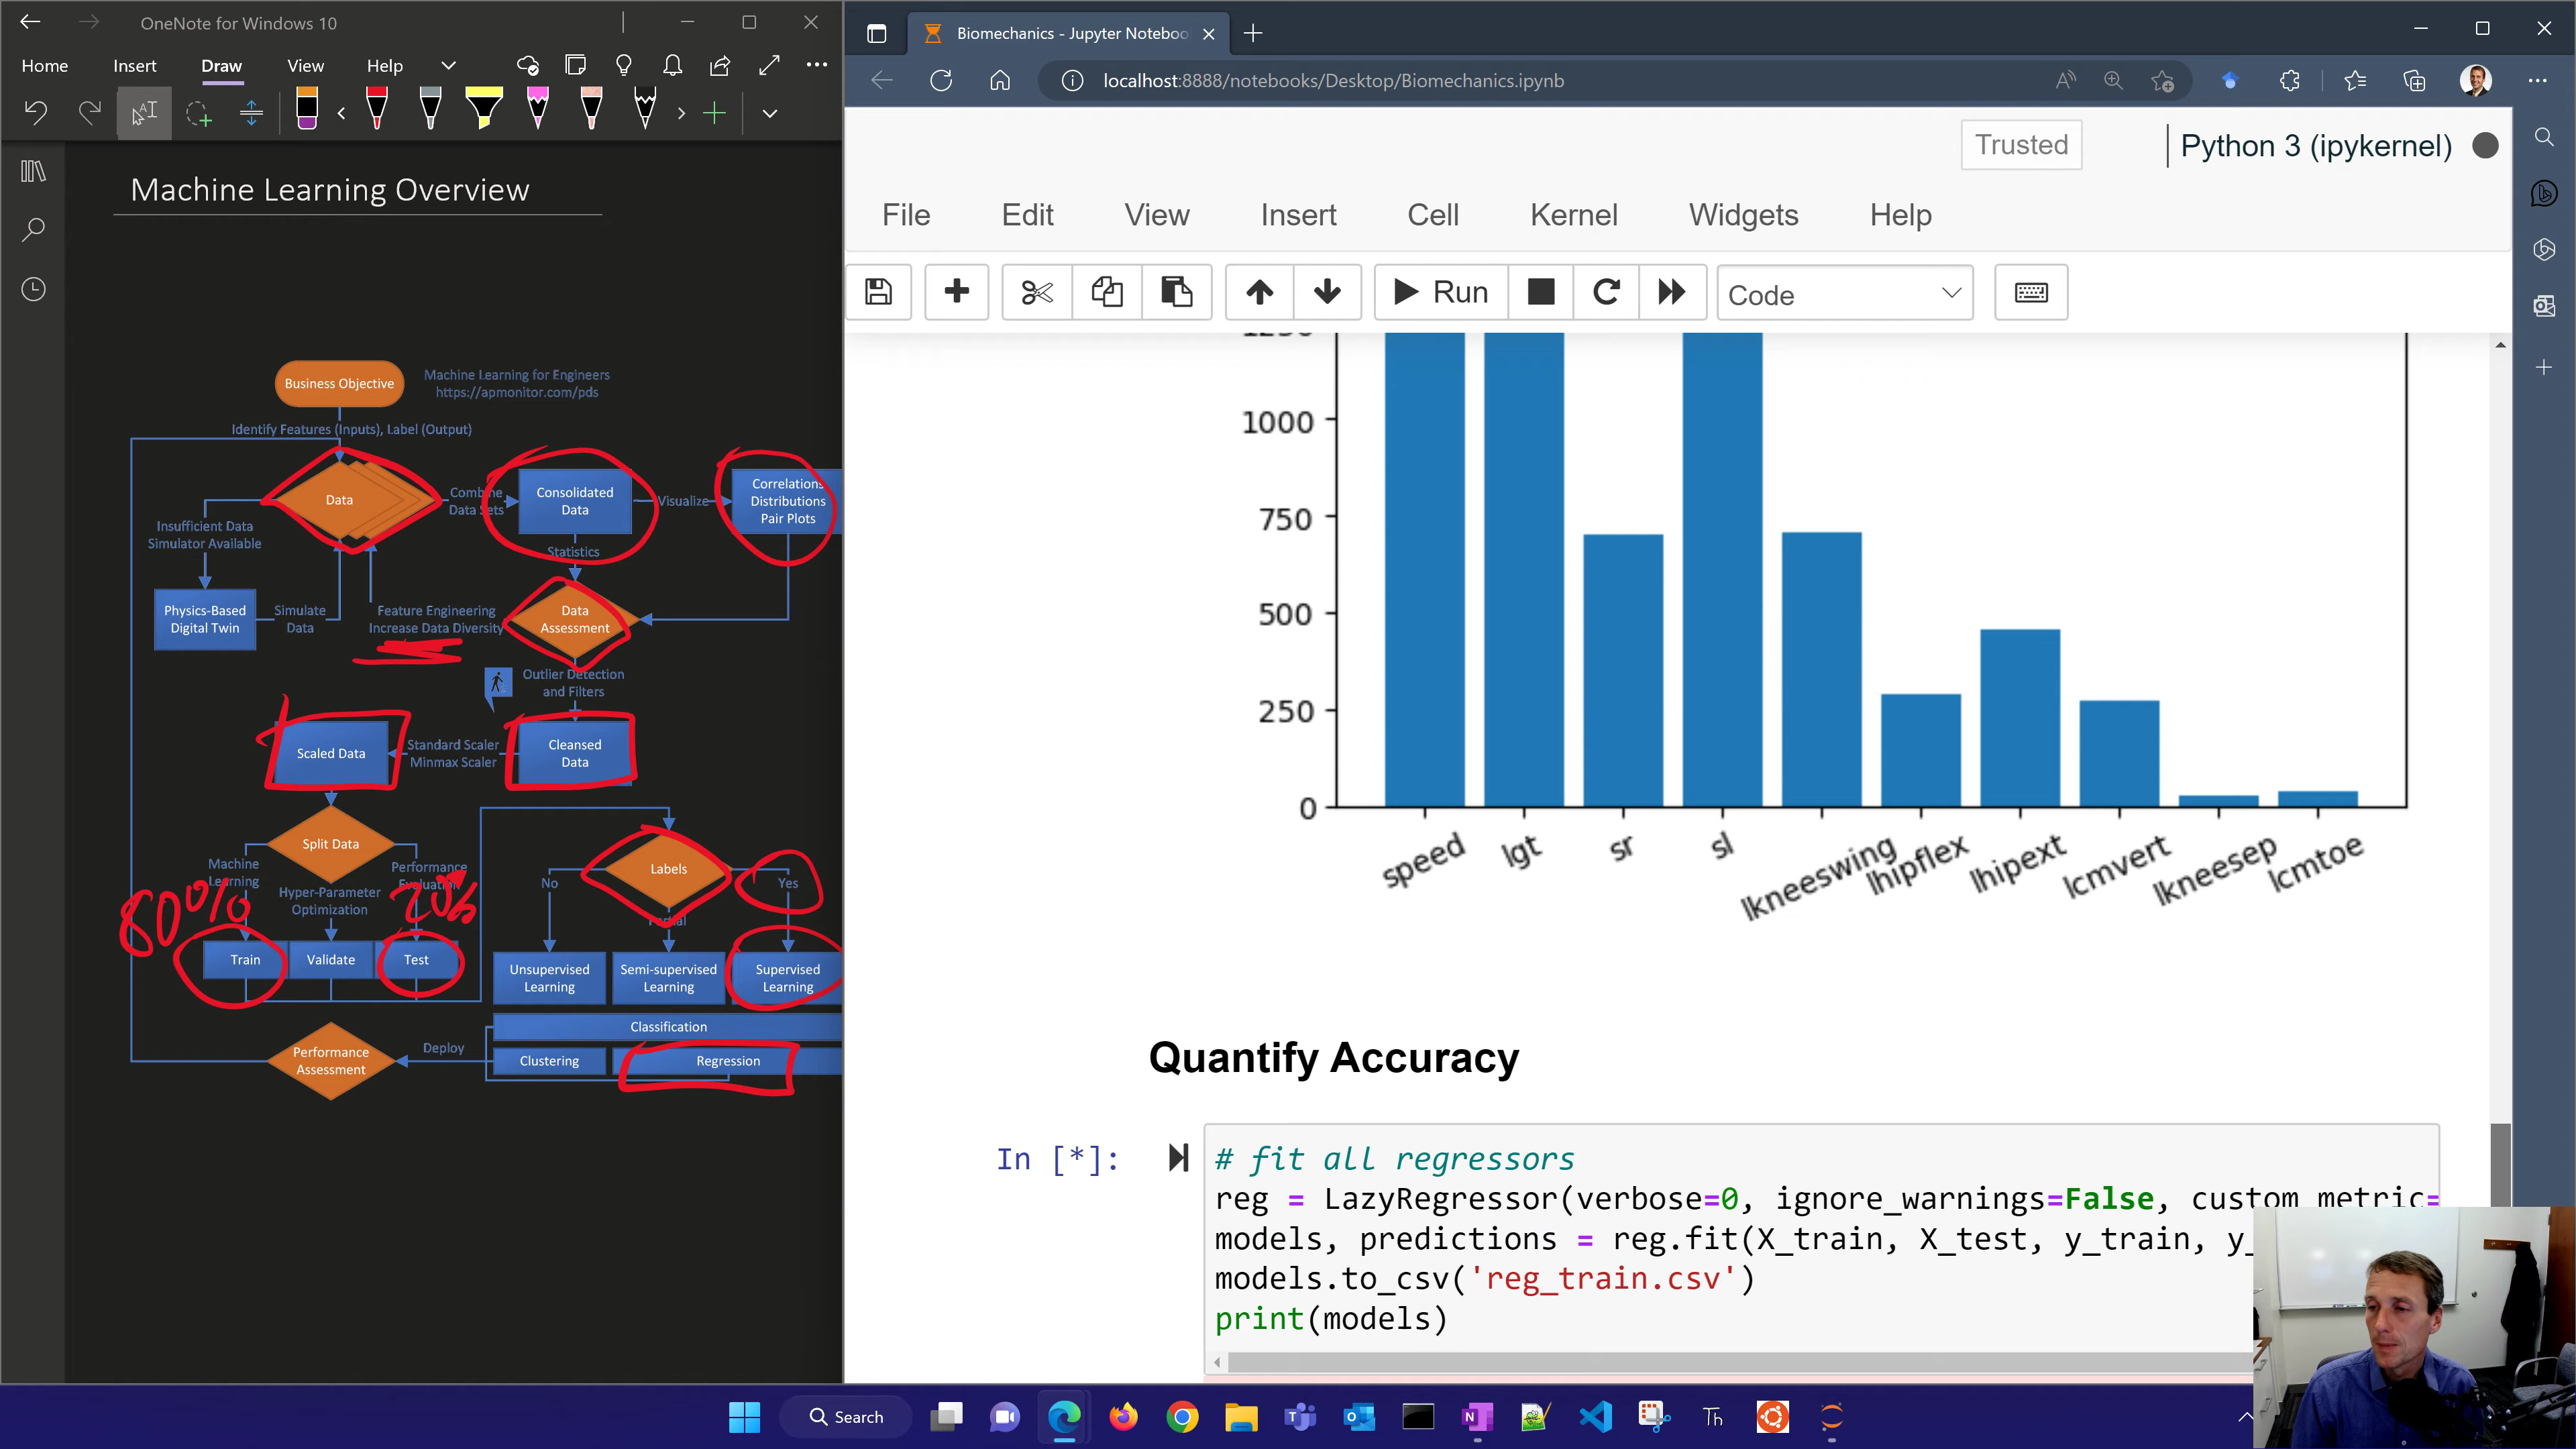 OneNote for Windows 10
Home Insert Draw View Help
Machine Learning Overview
Business Objective
Machine Learning for Engineers
https://apmonitor.com/pds
Identify Features (Inputs), Label (Output)
Data
Combine
Data Sets
Consolidated
Data
Visualize
Correlations
Distributions
Pair Plots
Insufficient Data
Simulator Available
Statistics
Physics-Based
Digital Twin
Simulate
Data
Feature Engineering
Increase Data Diversity
Data
Assessment
Outlier Detection
and Filters
Scaled Data
Standard Scaler
Minmax Scaler
Cleansed
Data
Split Data
Machine
Learning
Performance
Evaluation
Hyper-Parameter
Optimization
80%
20%
Train
Validate
Test
Labels
No
Yes
Unsupervised
Learning
Semi-supervised
Learning
Supervised
Learning
Classification
Clustering
Regression
Deploy
Performance
Assessment
Biomechanics - Jupyter Noteboo
localhost:8888/notebooks/Desktop/Biomechanics.ipynb
Trusted
Python 3 (ipykernel)
File Edit View Insert Cell Kernel Widgets Help
Run
Code
1250
1000
750
500
250
0
speed lgt sr sl lkneeswing lhipflex lhipext lcmvert lkneesep lcmtoe
Quantify Accuracy
In [*]:
# fit all regressors
reg = LazyRegressor(verbose=0, ignore_warnings=False, custom_metric=
models, predictions = reg.fit(X_train, X_test, y_train, y_
models.to_csv('reg_train.csv')
print(models)
Search
Th